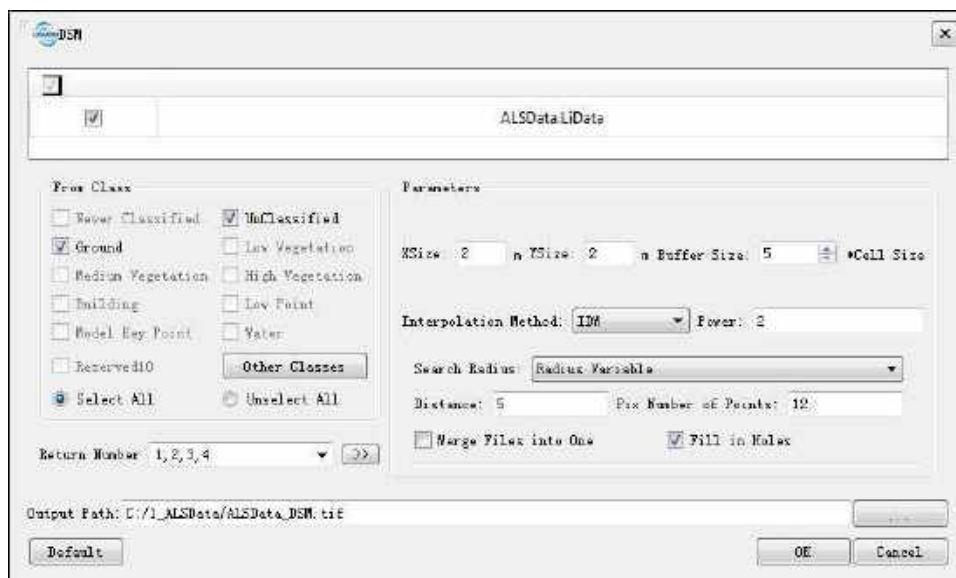 DSM
ALSData.LiData
From Class
Never Classified
UnClassified
Ground
Low Vegetation
Medium Vegetation
High Vegetation
Building
Low Point
Model Key Point
Water
Reserved10
Other Classes
Select All
Unselect All
Return Number 1,2,3,4
>>
Parameters
XSize: 2 m YSize: 2 m Buffer Size: 5 *Cell Size
Interpolation Method: IDW Power: 2
Search Radius: Radius Variable
Distance: 5 Pix Number of Points: 12
Merge Files into One
Fill in Holes
Output Path: C:/1_ALSData/ALSData_DSM.tif
...
Default
OK
Cancel